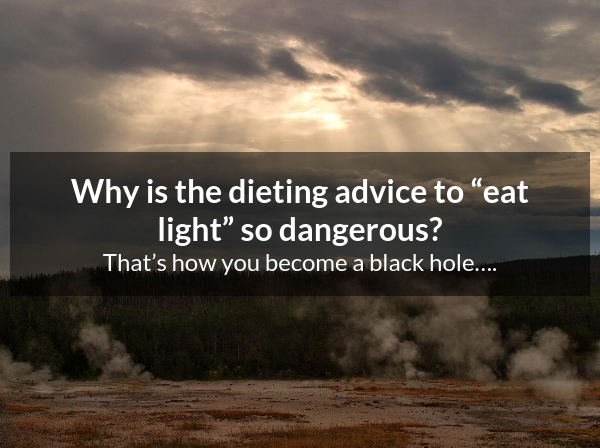 Why is the dieting advice to “eat
light” so dangerous?
That’s how you become a black hole….